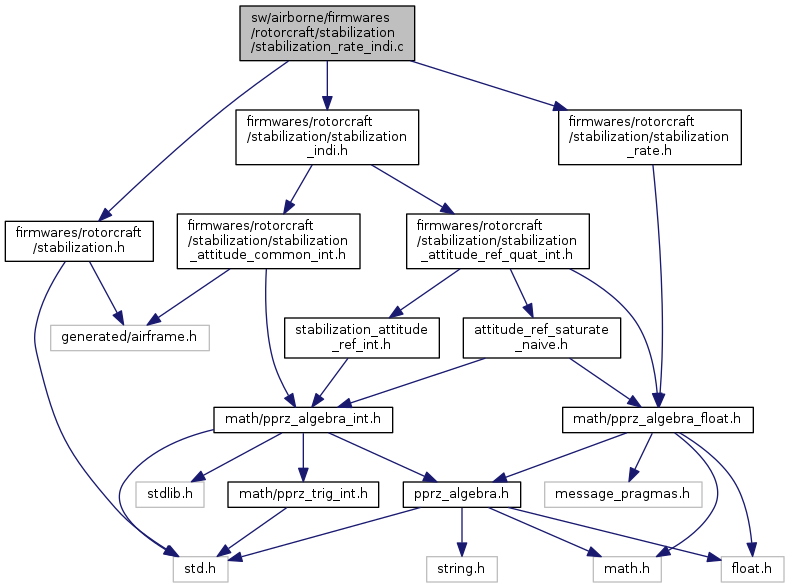 sw/airborne/firmwares
/rotorcraft/stabilization
/stabilization_rate_indi.c
firmwares/rotorcraft
/stabilization/stabilization
_indi.h
firmwares/rotorcraft
/stabilization/stabilization
_rate.h
firmwares/rotorcraft
/stabilization.h
firmwares/rotorcraft
/stabilization/stabilization
_attitude_common_int.h
firmwares/rotorcraft
/stabilization/stabilization
_attitude_ref_quat_int.h
generated/airframe.h
stabilization_attitude
_ref_int.h
attitude_ref_saturate
_naive.h
math/pprz_algebra_int.h
math/pprz_algebra_float.h
stdlib.h
math/pprz_trig_int.h
pprz_algebra.h
message_pragmas.h
std.h
string.h
math.h
float.h